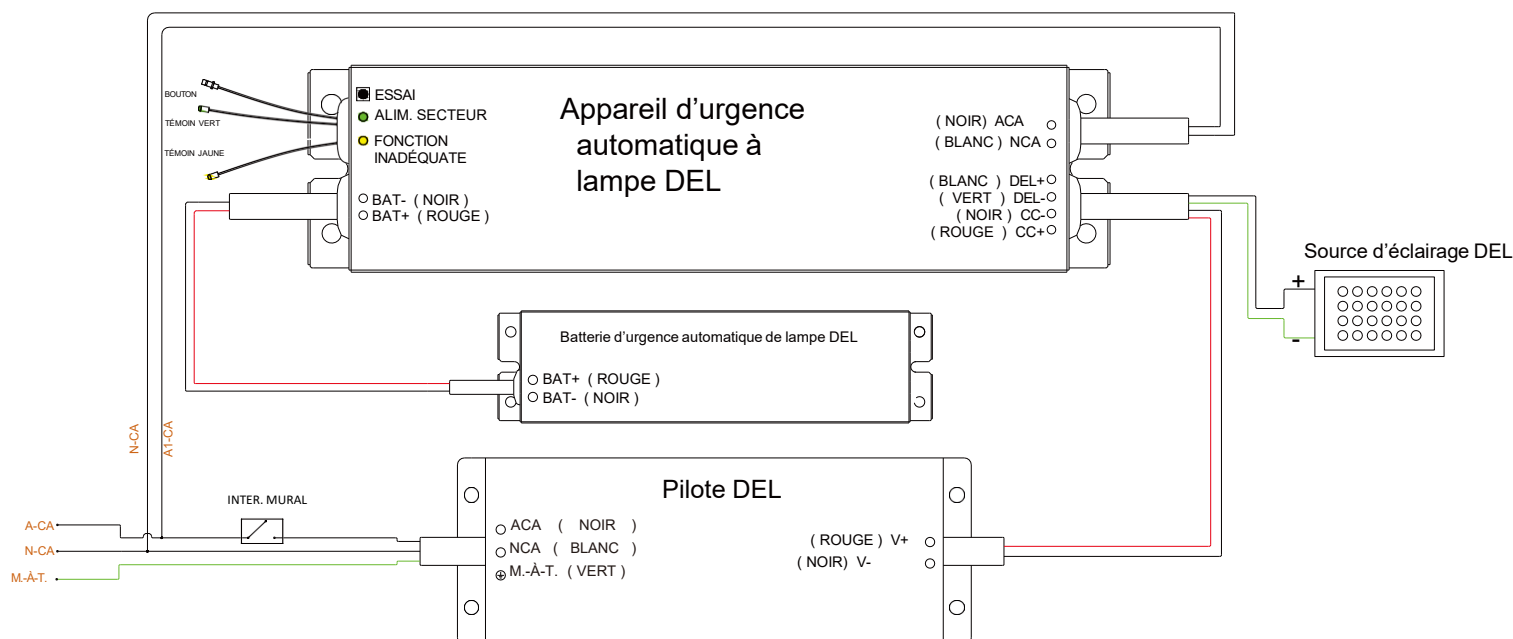 BOUTON
TÉMOIN VERT
TÉMOIN JAUNE
ESSAI
ALIM. SECTEUR
FONCTION
INADÉQUATE
BAT- ( NOIR )
BAT+ ( ROUGE )
Appareil d'urgence
automatique à
lampe DEL
( NOIR) ACA
( BLANC ) NCA
( BLANC ) DEL+
( VERT ) DEL-
( NOIR ) CC-
( ROUGE ) CC+
Source d'éclairage DEL
+
-
Batterie d'urgence automatique de lampe DEL
BAT+ ( ROUGE )
BAT- ( NOIR )
N-CA
A1-CA
INTER. MURAL
A-CA
N-CA
M.-À-T.
Pilote DEL
ACA ( NOIR )
NCA ( BLANC )
M.-À-T. ( VERT )
( ROUGE ) V+
(NOIR) V-